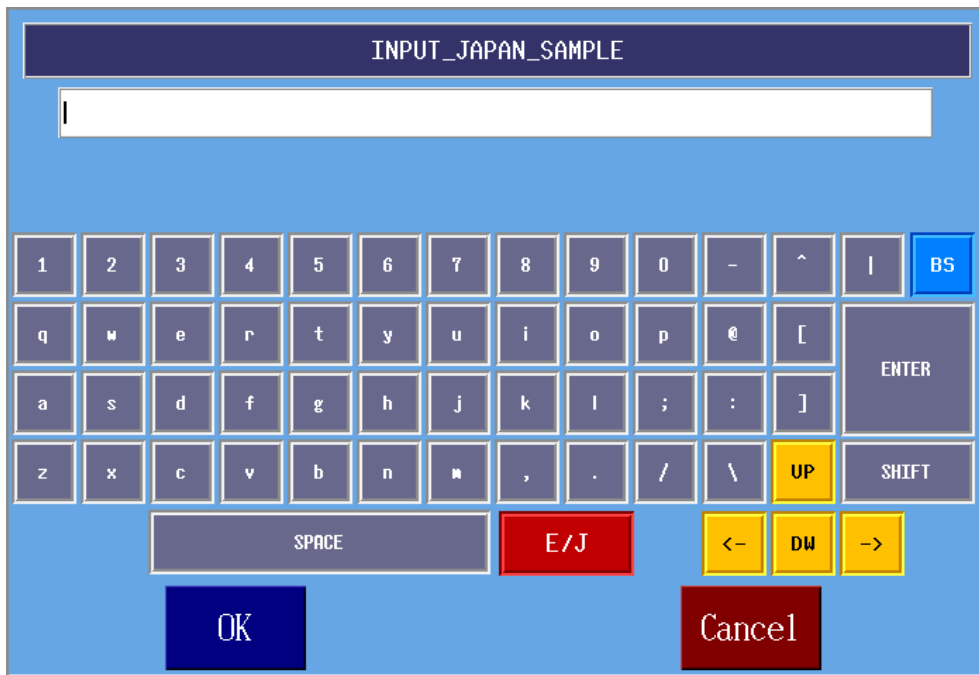 INPUT_JAPAN_SAMPLE
1 2 3 4 5 6 7 8 9 0 - ^ | BS
q w e r t y u i o p @ [
ENTER
a s d f g h j k l ; : ]
z x c v b n m , . / \ UP SHIFT
SPACE E/J <- DW ->
OK Cancel